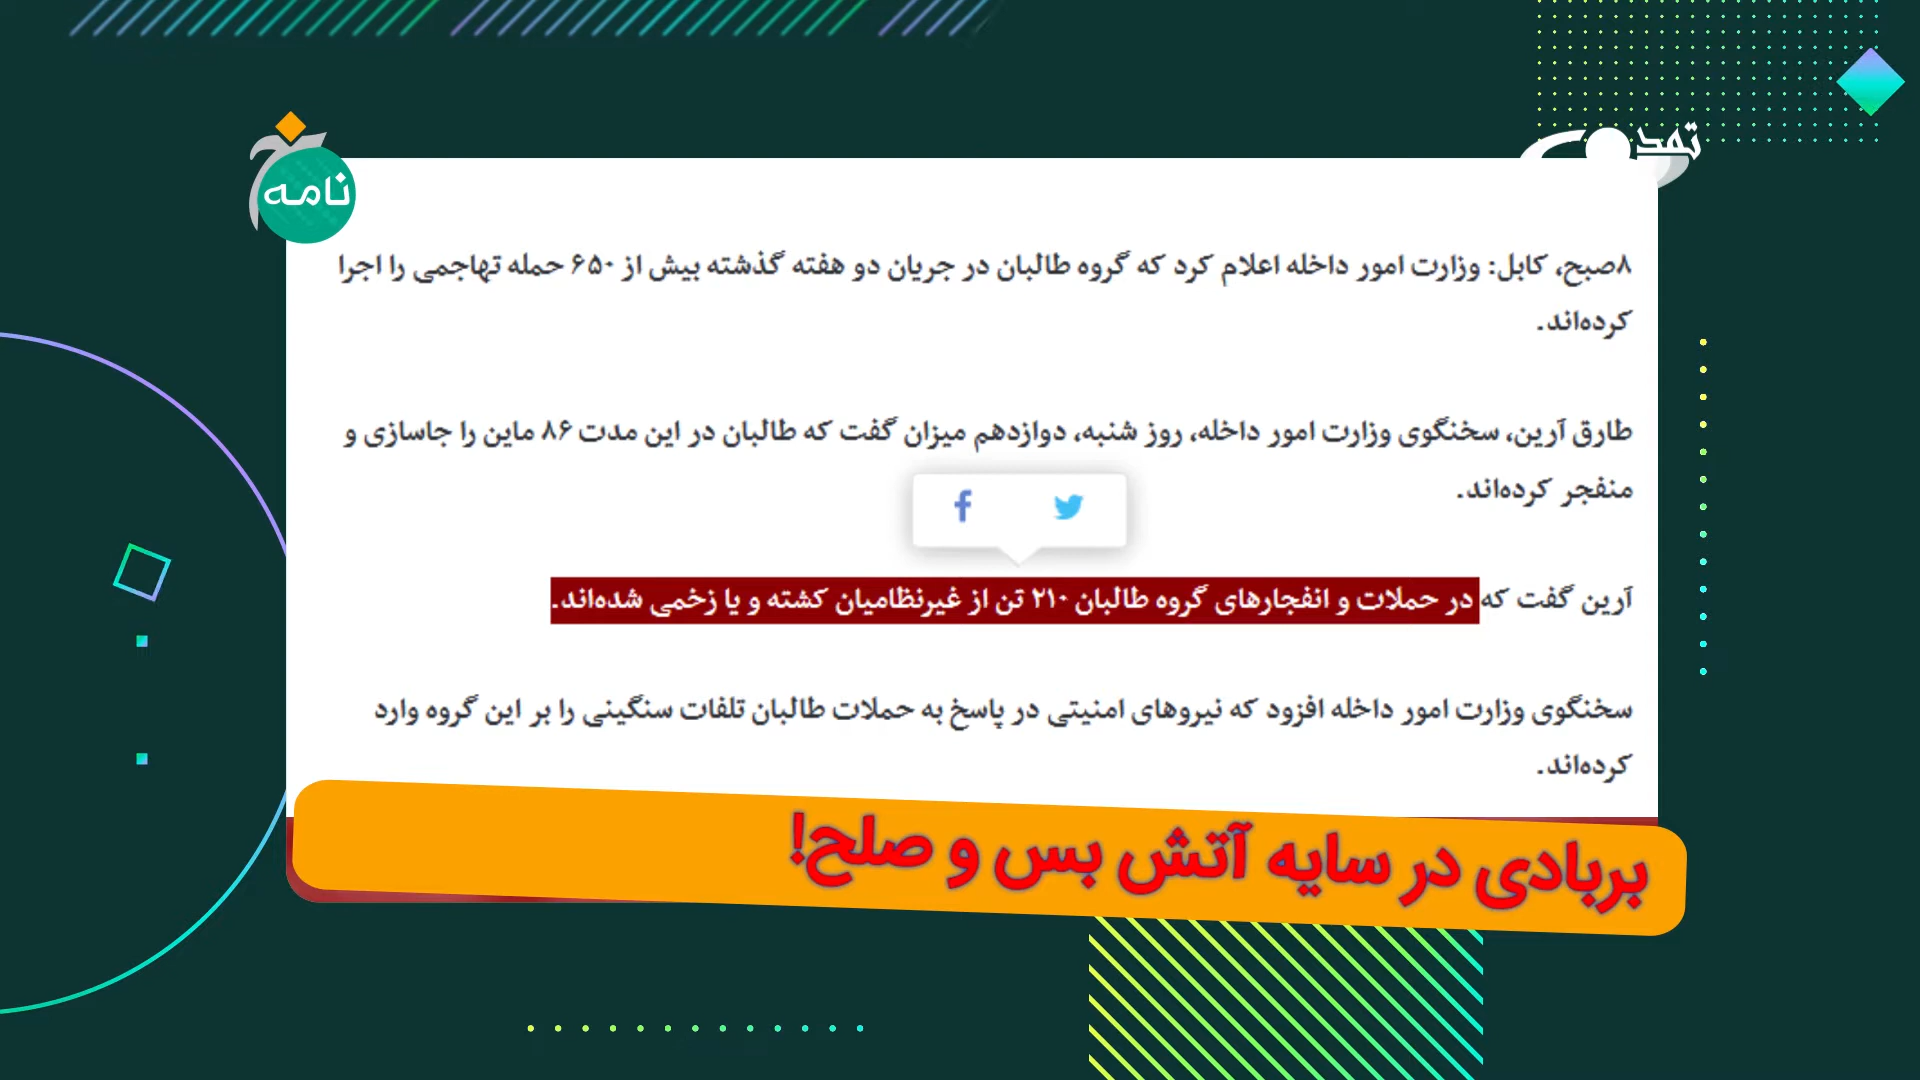 نامه
تمدن
۸صبح، کابل: وزارت امور داخله اعلام کرد که گروه طالبان در جریان دو هفته گذشته بیش از ۶۵۰ حمله تهاجمی را اجرا
کرده‌اند.
طارق آرین، سخنگوی وزارت امور داخله، روز شنبه، دوازدهم میزان گفت که طالبان در این مدت ۸۶ ماین را جاسازی و
منفجر کرده‌اند.
آرین گفت که در حملات و انفجارهای گروه طالبان ۲۱۰ تن از غیرنظامیان کشته و یا زخمی شده‌اند.
سخنگوی وزارت امور داخله افزود که نیروهای امنیتی در پاسخ به حملات طالبان تلفات سنگینی را بر این گروه وارد
کرده‌اند.
بربادی در سایه آتش بس و صلح!